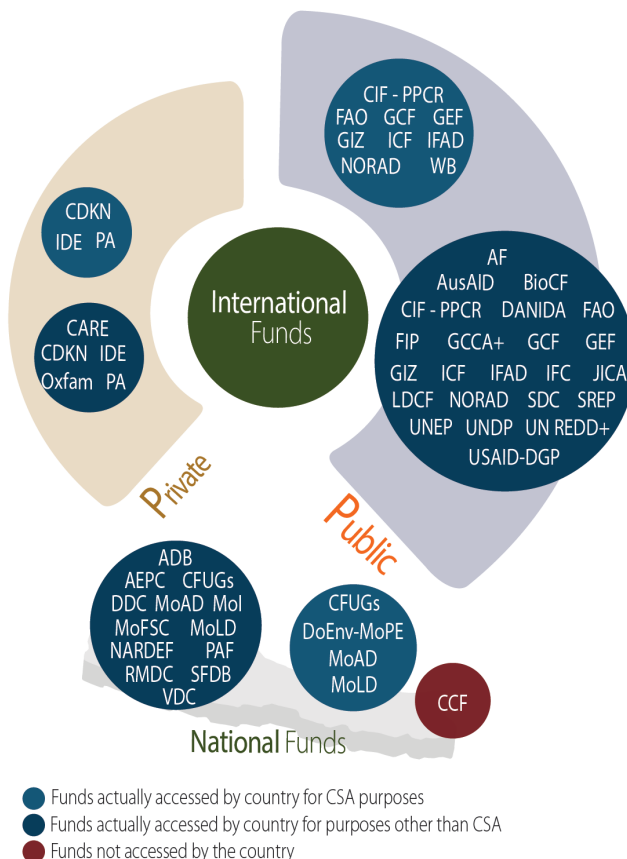 CIF - PPCR
FAO GCF GEF
GIZ ICF IFAD
NORAD WB
CDKN
IDE PA
International
Funds
AF
AusAID BioCF
CIF - PPCR DANIDA FAO
FIP GCCA+ GCF GEF
GIZ ICF IFAD IFC JICA
LDCF NORAD SDC SREP
UNEP UNDP UN REDD+
USAID-DGP
CARE
CDKN IDE
Oxfam PA
Private
Public
ADB
AEPC CFUGs
DDC MoAD MoI
MoFSC MoLD
NARDEF PAF
RMDC SFDB
VDC
CFUGs
DoEnv-MoPE
MoAD
MoLD
CCF
National Funds
Funds actually accessed by country for CSA purposes
Funds actually accessed by country for purposes other than CSA
Funds not accessed by the country